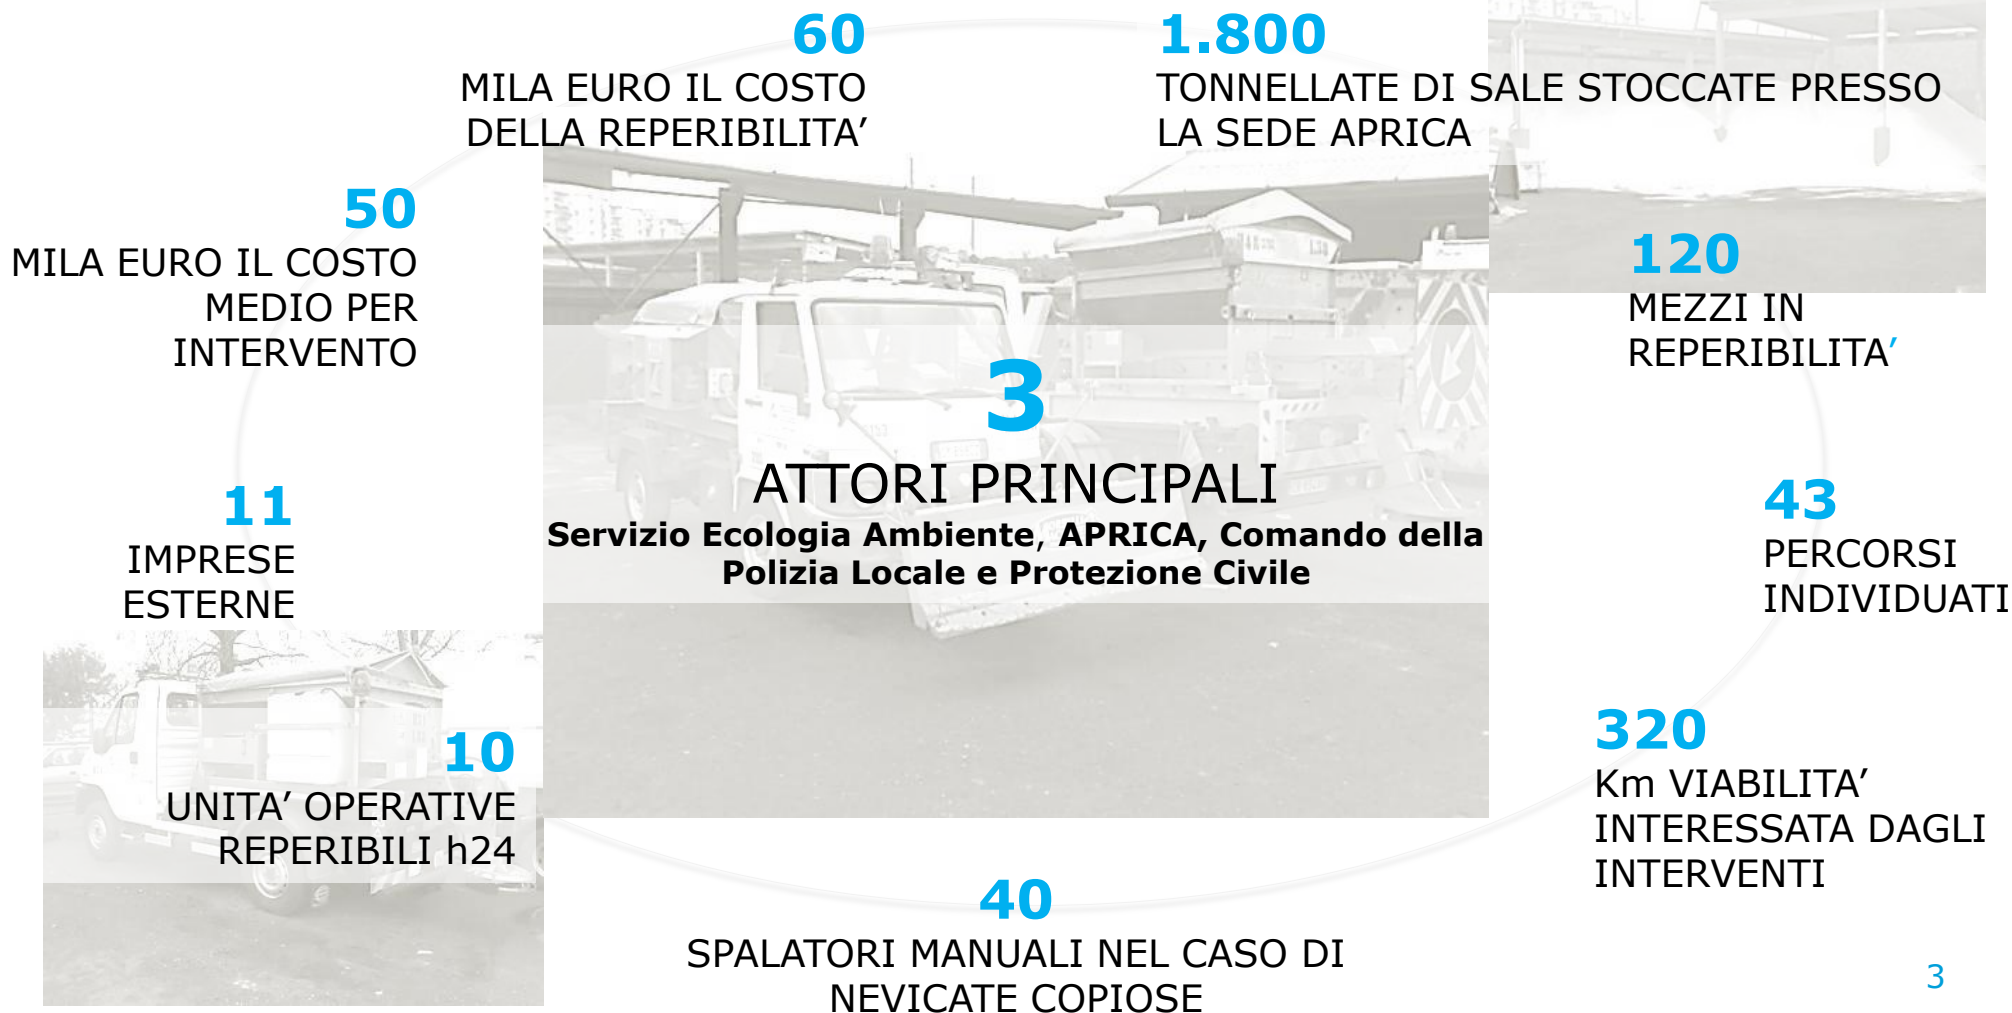 60
MILA EURO IL COSTO
DELLA REPERIBILITA’
1.800
TONNELLATE DI SALE STOCCATE PRESSO
LA SEDE APRICA
50
MILA EURO IL COSTO
MEDIO PER
INTERVENTO
120
MEZZI IN
REPERIBILITA’
3
ATTORI PRINCIPALI
Servizio Ecologia Ambiente, APRICA, Comando della
Polizia Locale e Protezione Civile
11
IMPRESE
ESTERNE
43
PERCORSI
INDIVIDUATI
10
UNITA’ OPERATIVE
REPERIBILI h24
320
Km VIABILITA’
INTERESSATA DAGLI
INTERVENTI
40
SPALATORI MANUALI NEL CASO DI
NEVICATE COPIOSE
3